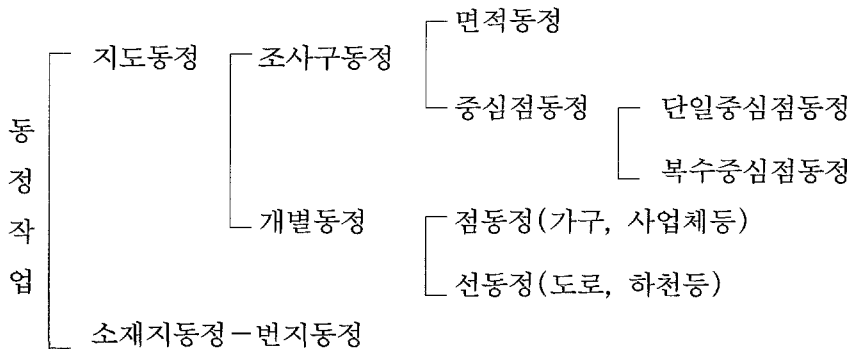 면적동정
지도동정 조사구동정
중심점동정 단일중심점동정
복수중심점동정
동정작업
개별동정 점동정(가구, 사업체등)
선동정(도로, 하천등)
소재지동정-번지동정